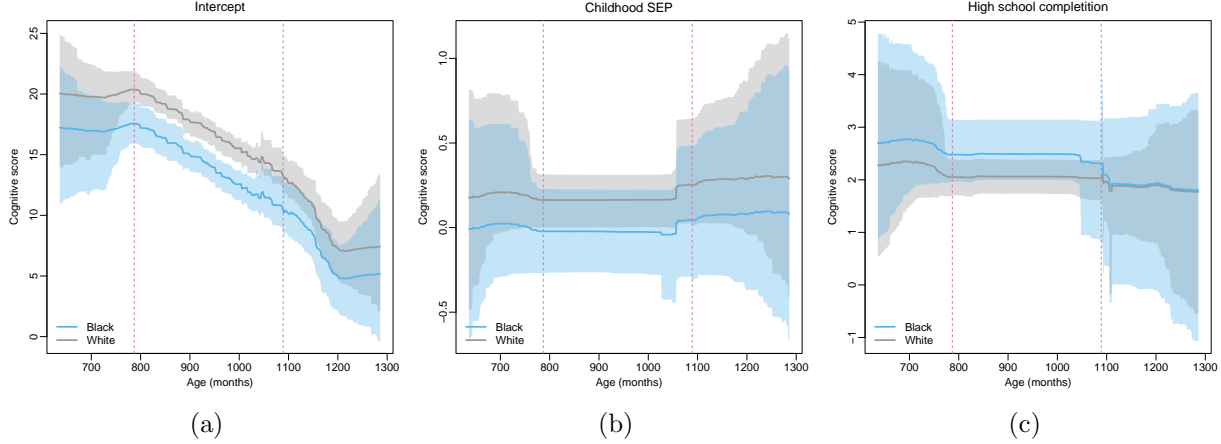 Intercept
Cognitive score
25
20
15
10
5
0
Black
White
700 800 900 1000 1100 1200 1300
Age (months)
(a)
Childhood SEP
Cognitive score
1.0
0.5
0.0
−0.5
Black
White
700 800 900 1000 1100 1200 1300
Age (months)
(b)
High school completition
Cognitive score
5
4
3
2
1
0
−1
Black
White
700 800 900 1000 1100 1200 1300
Age (months)
(c)